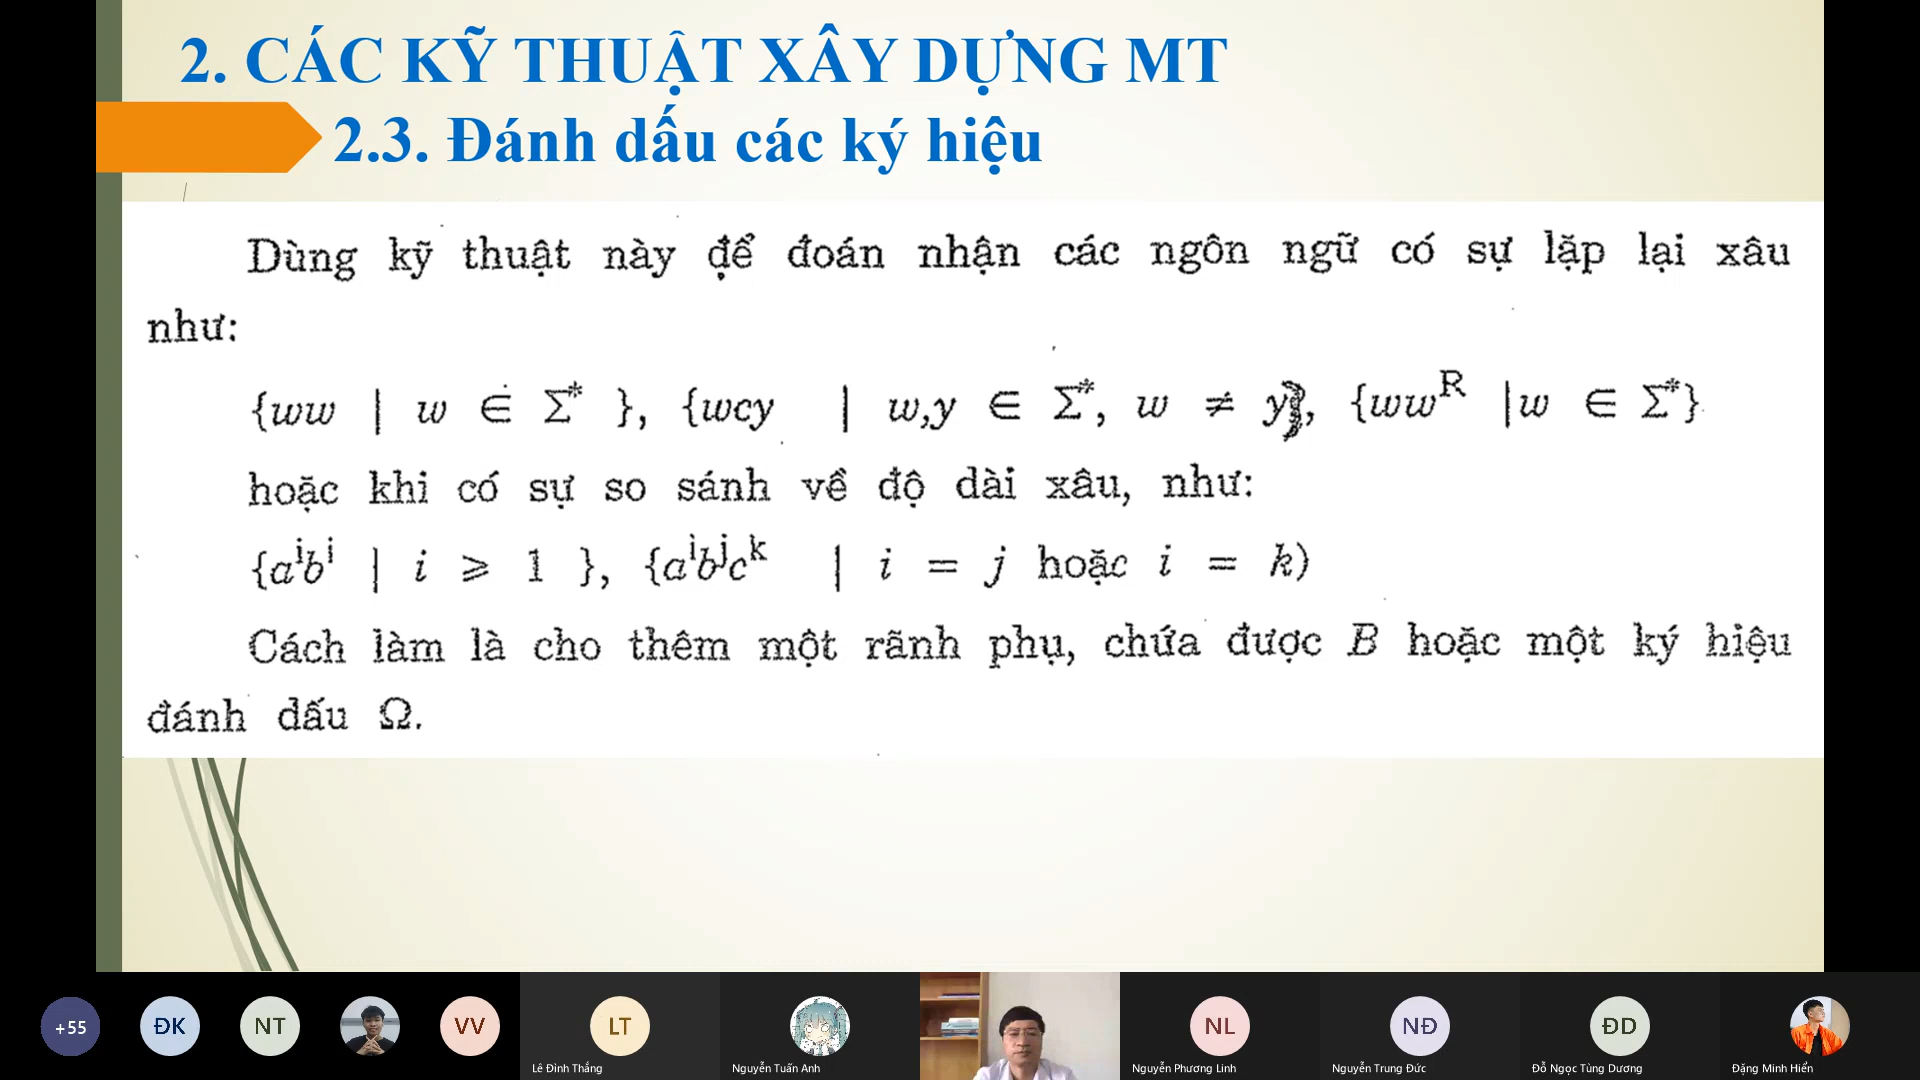 2. CÁC KỸ THUẬT XÂY DỰNG MT
2.3. Đánh dấu các ký hiệu
Dùng kỹ thuật này để đoán nhận các ngôn ngữ có sự lặp lại xâu
như:
{ww | w ∈ Σ* }, {wcy | w,y ∈ Σ*, w ≠ y}, {wwᴿ |w ∈ Σ*}
hoặc khi có sự so sánh về độ dài xâu, như:
{aⁱbⁱ | i ⩾ 1 }, {aⁱbʲcᵏ | i = j hoặc i = k)
Cách làm là cho thêm một rãnh phụ, chứa được B hoặc một ký hiệu
đánh dấu Ω.
+55
ĐK
NT
VV
LT
NL
NĐ
ĐD
Lê Đình Thắng
Nguyễn Tuấn Anh
Nguyễn Phương Linh
Nguyễn Trung Đức
Đỗ Ngọc Tùng Dương
Đặng Minh Hiển